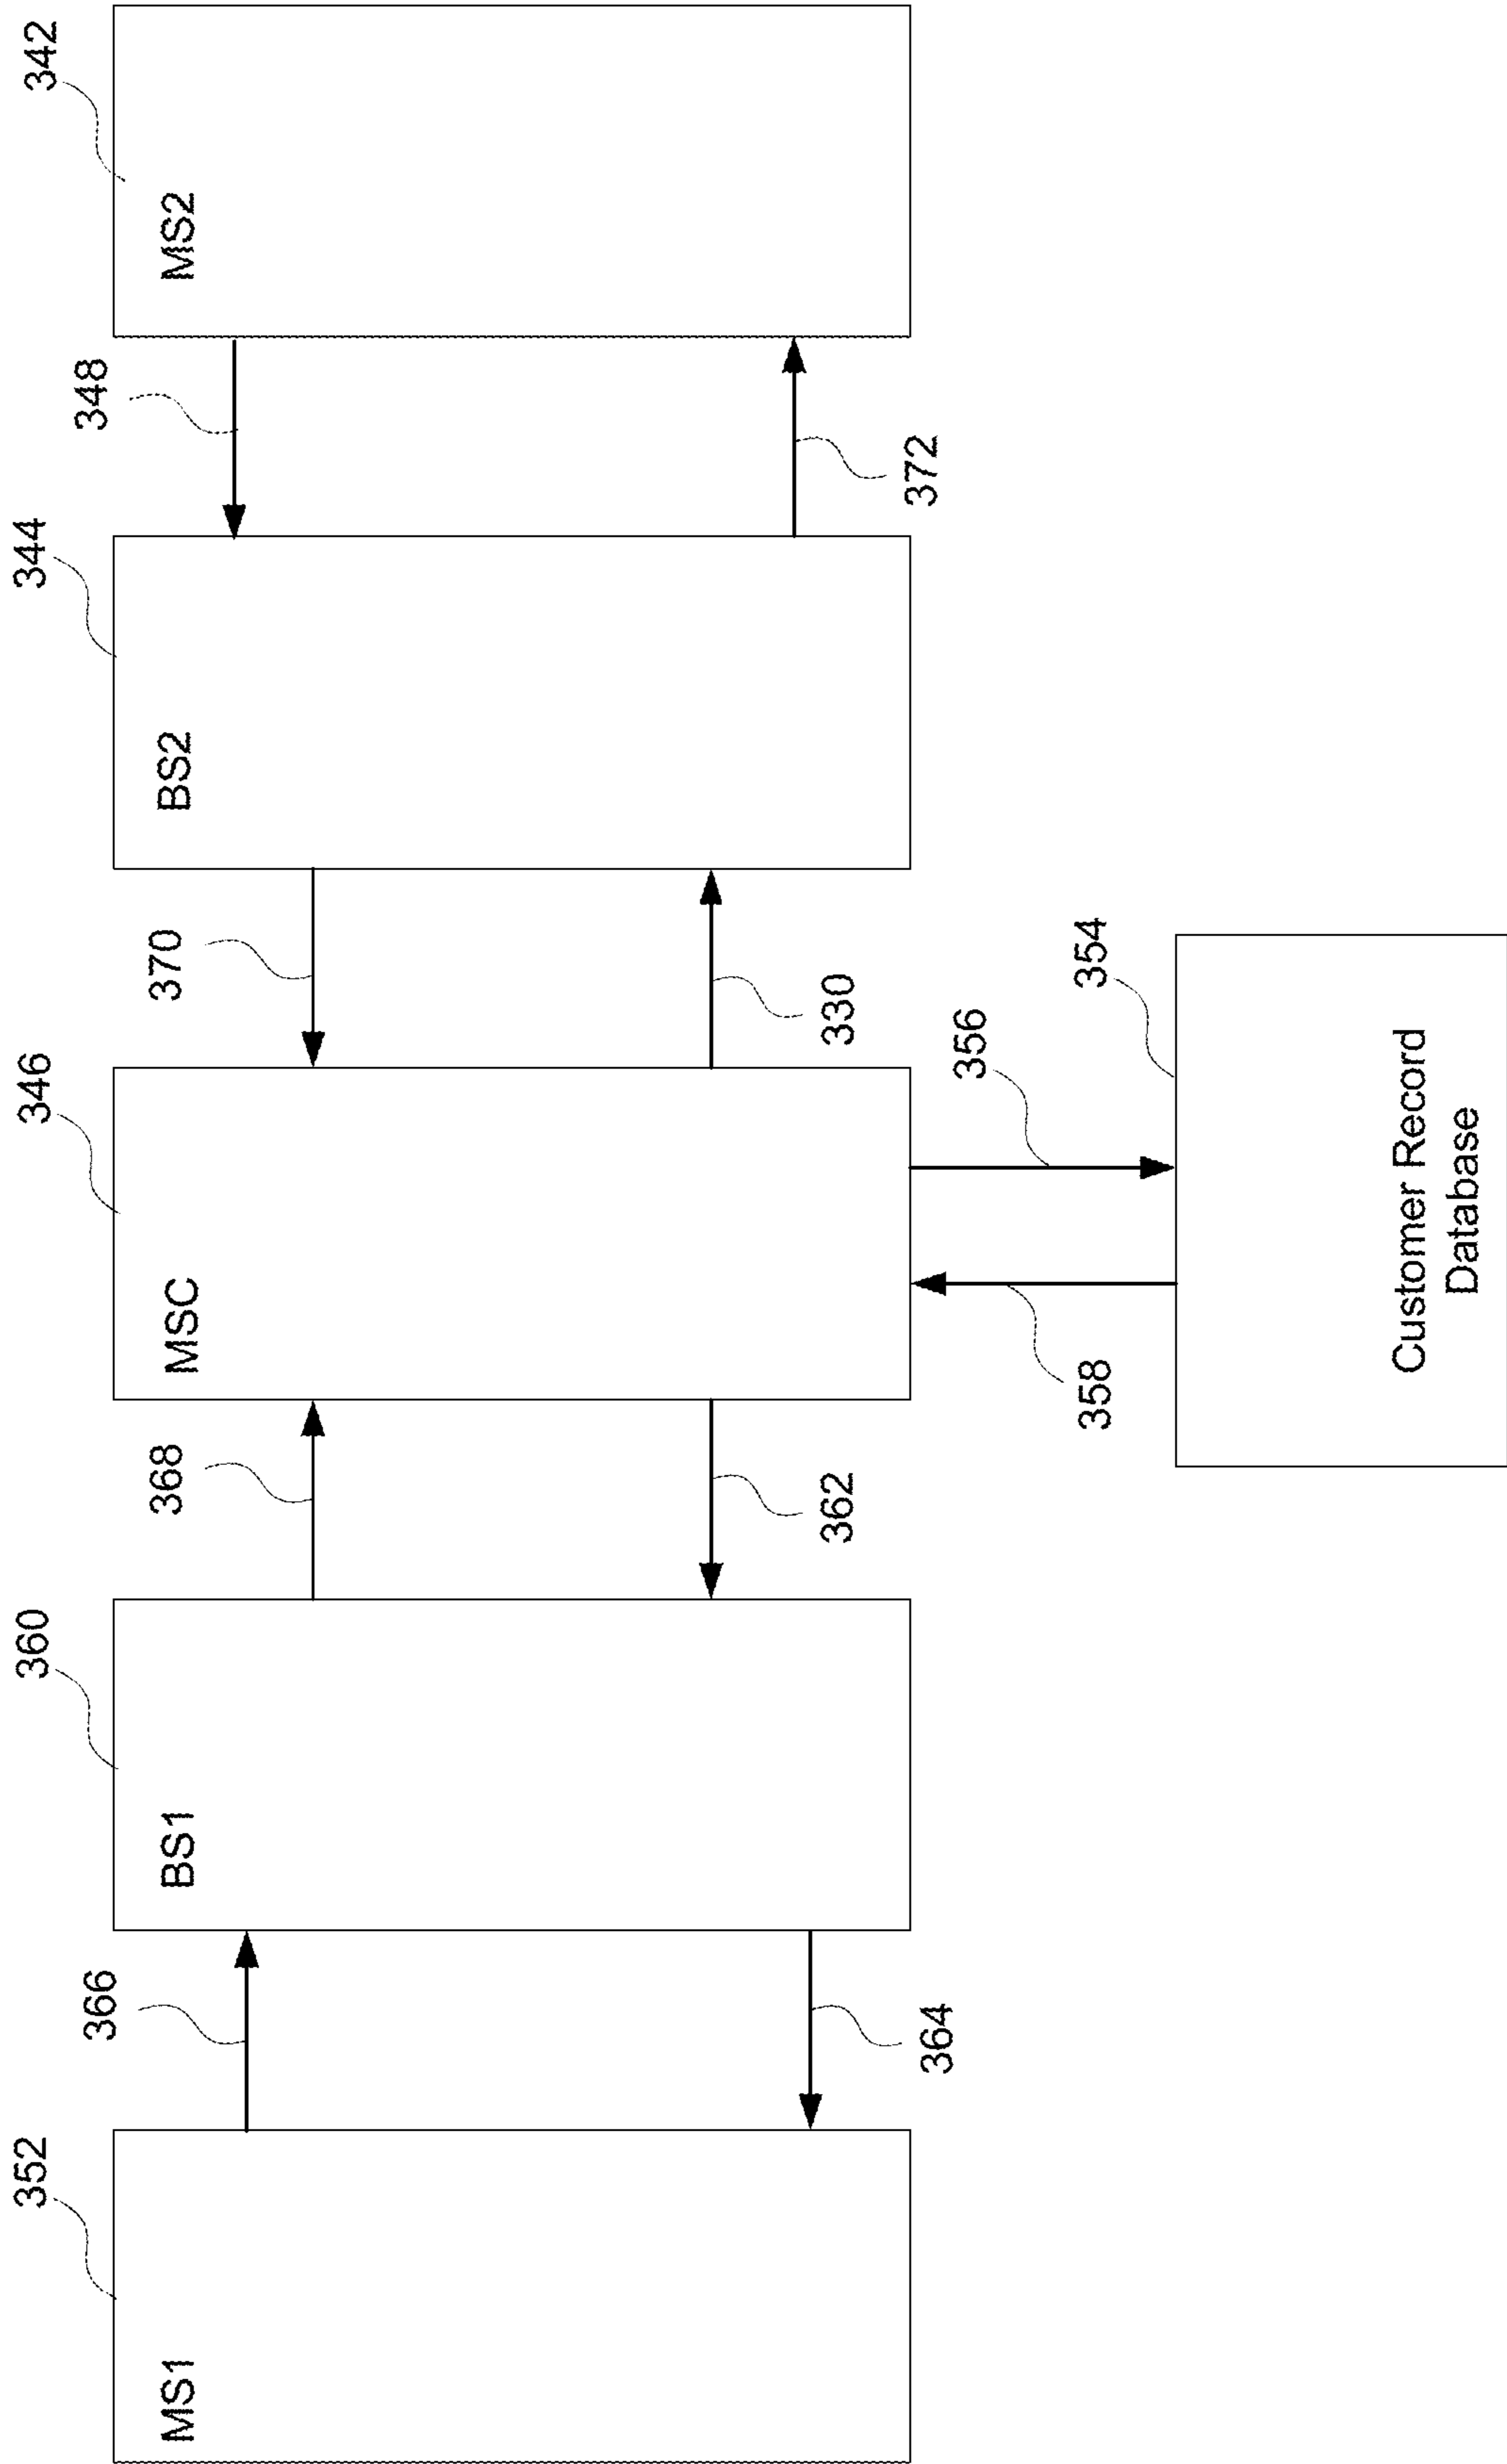 352
366
360
368
346
370
344
348
342
MS1
BS1
MSC
BS2
MS2
364
362
330
372
358
356
354
Customer Record
Database